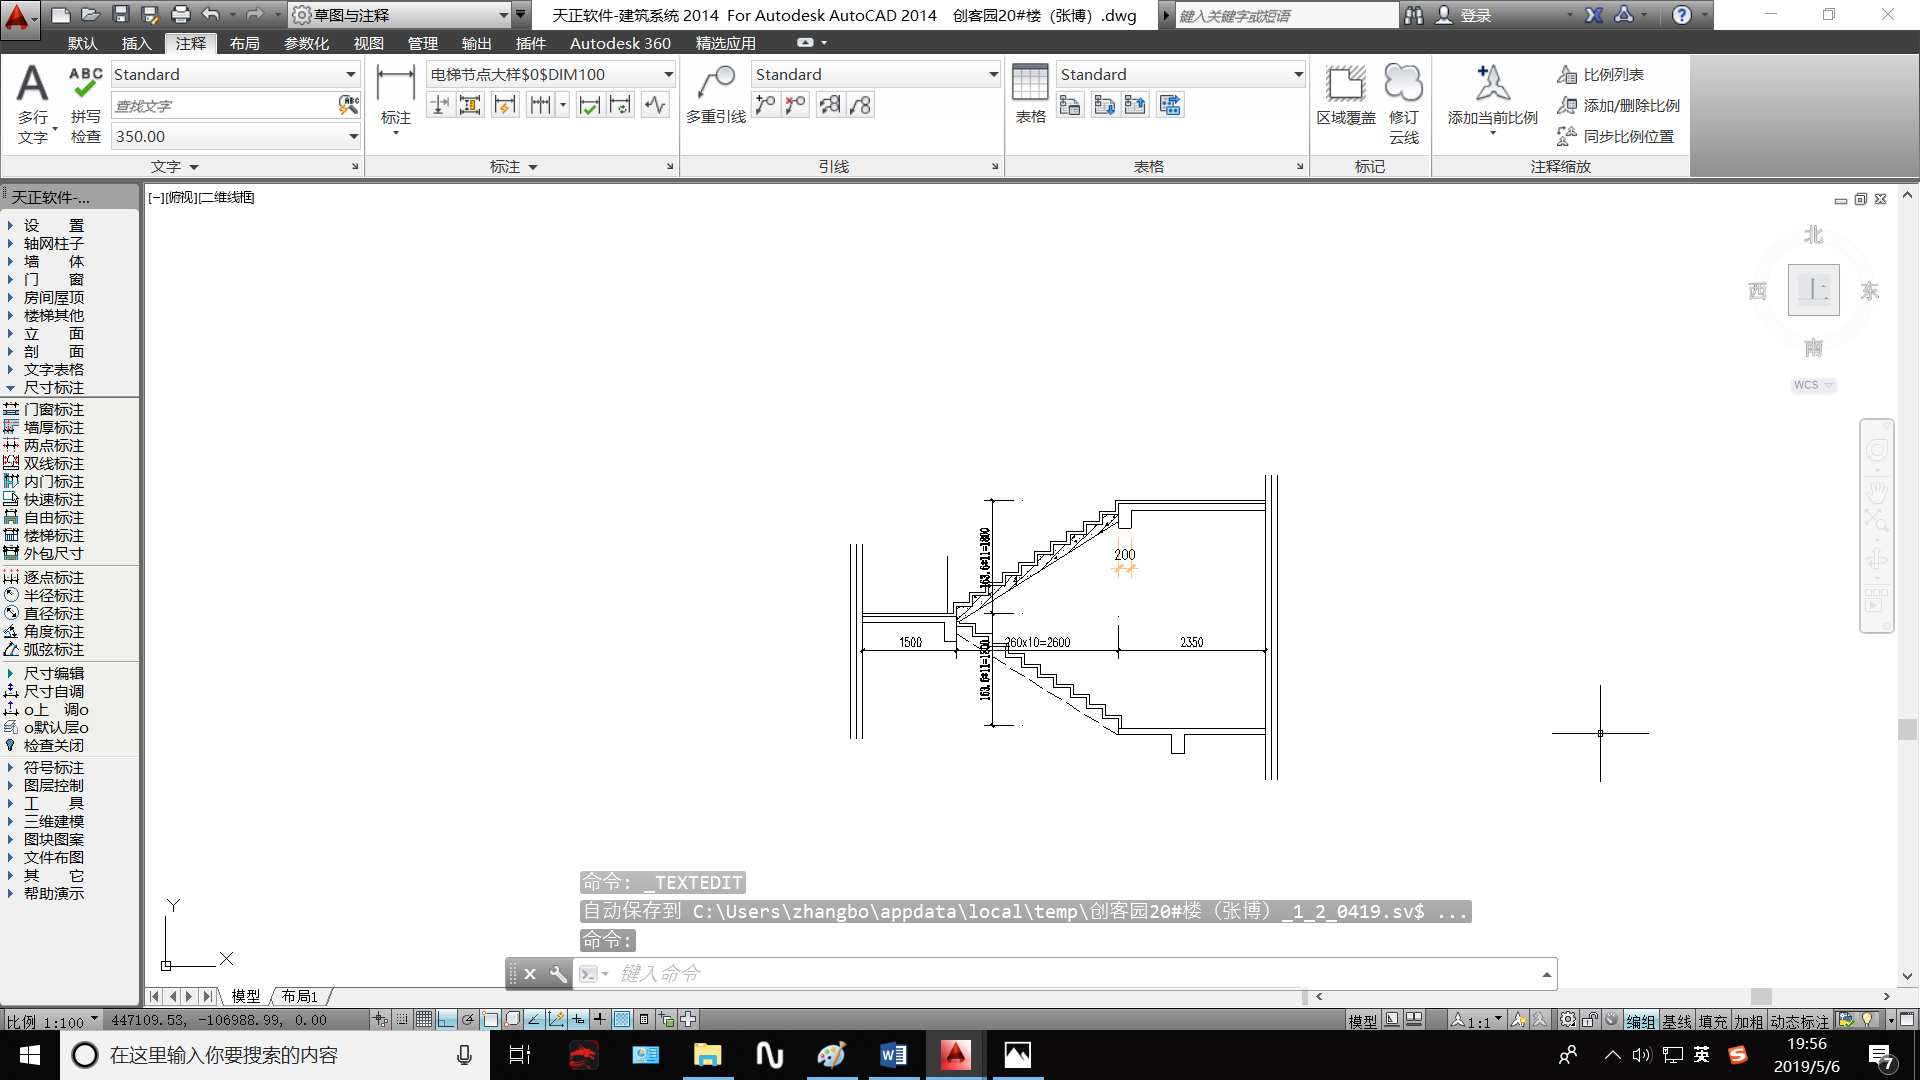 草图与注释
天正软件-建筑系统 2014 For Autodesk AutoCAD 2014 创客园20#楼（张博）.dwg
键入关键字或短语
登录
默认 插入 注释 布局 参数化 视图 管理 输出 插件 Autodesk 360 精选应用
ABC
Standard
电梯节点大样$0$DIM100
Standard
Standard
比例列表
查找文字
添加/删除比例
多行
文字
拼写
检查
标注
多重引线
表格
区域覆盖
修订
云线
添加当前比例
350.00
同步比例位置
文字
标注
引线
表格
标记
注释缩放
天正软件-...
[−][俯视][二维线框]
设 置
轴网柱子
墙 体
门 窗
房间屋顶
楼梯其他
立 面
剖 面
文字表格
尺寸标注
门窗标注
墙厚标注
两点标注
双线标注
内门标注
快速标注
自由标注
楼梯标注
外包尺寸
逐点标注
半径标注
直径标注
角度标注
弧弦标注
尺寸编辑
尺寸自调
o上 调o
o默认层o
检查关闭
符号标注
图层控制
工 具
三维建模
图块图案
文件布图
其 它
帮助演示
北
西 上 东
南
WCS
163.6*11=1800
200
1500
260x10=2600
2350
163.6*11=1800
Y
X
命令: _TEXTEDIT
自动保存到 C:\Users\zhangbo\appdata\local\temp\创客园20#楼（张博）_1_2_0419.sv$ ...
命令:
键入命令
模型 布局1
比例 1:100
447109.53, -106988.99, 0.00
模型
1:1
编组 基线 填充 加粗 动态标注
在这里输入你要搜索的内容
英
19:56
2019/5/6
7